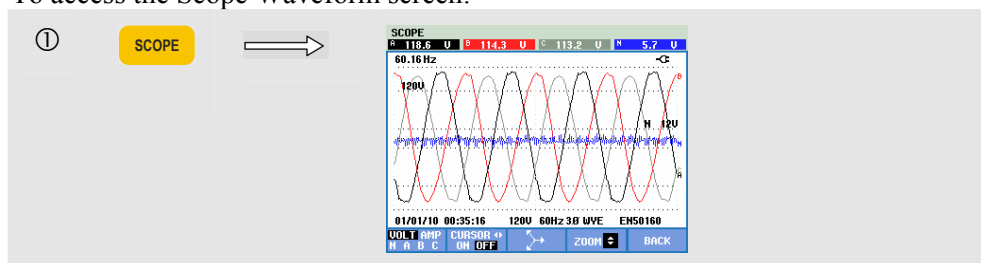 To access the Scope Waveform screen:
① SCOPE
SCOPE
A 118.6 V B 114.3 V C 113.2 V N 5.7 V
60.16 Hz
B
120V
N 12V
N
A
01/01/10 00:35:16 120V 60Hz 3.0 WYE EN50160
VOLT AMP CURSOR ZOOM BACK
N A B C ON OFF